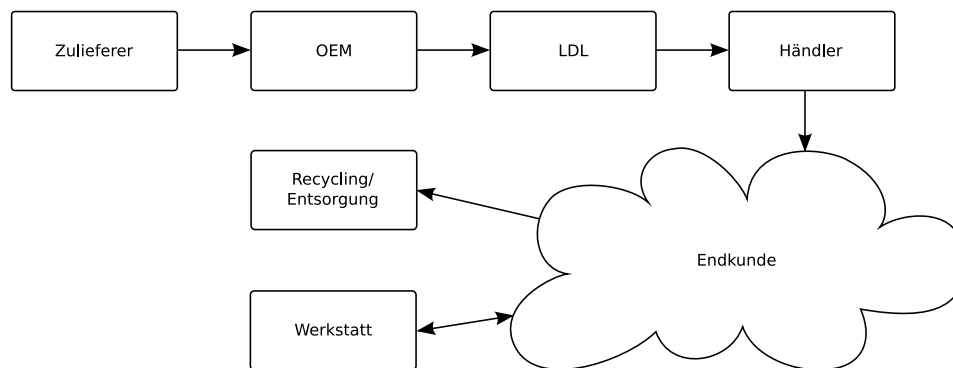 Zulieferer
OEM
LDL
Händler
Recycling/
Entsorgung
Endkunde
Werkstatt